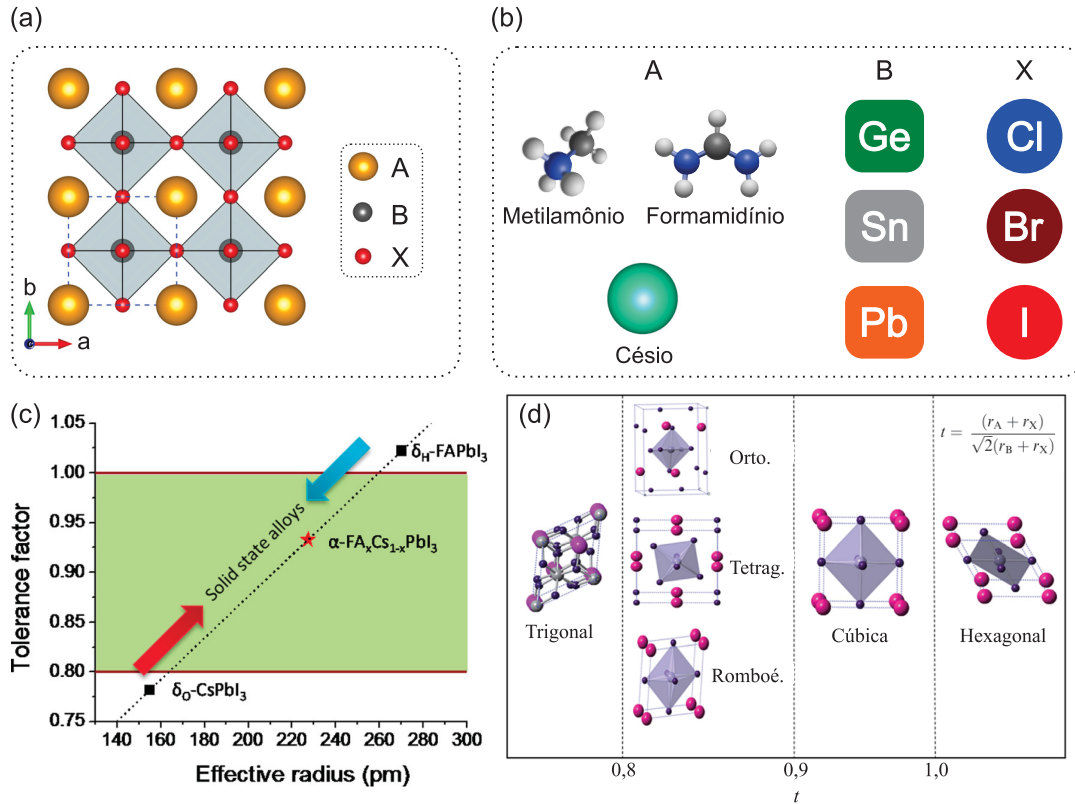 (a)
A
B
X
b
a
(b)
A
B
X
Metilamônio
Formamidínio
Césio
Ge
Sn
Pb
Cl
Br
I
(c)
Tolerance factor
1.05
1.00
0.95
0.90
0.85
0.80
0.75
δH-FAPbI3
Solid state alloys
α-FAxCs1-xPbI3
δO-CsPbI3
140 160 180 200 220 240 260 280 300
Effective radius (pm)
(d)
t = (rA + rX) / √2(rB + rX)
Orto.
Tetrag.
Romboé.
Trigonal
Cúbica
Hexagonal
0,8
0,9
1,0
t